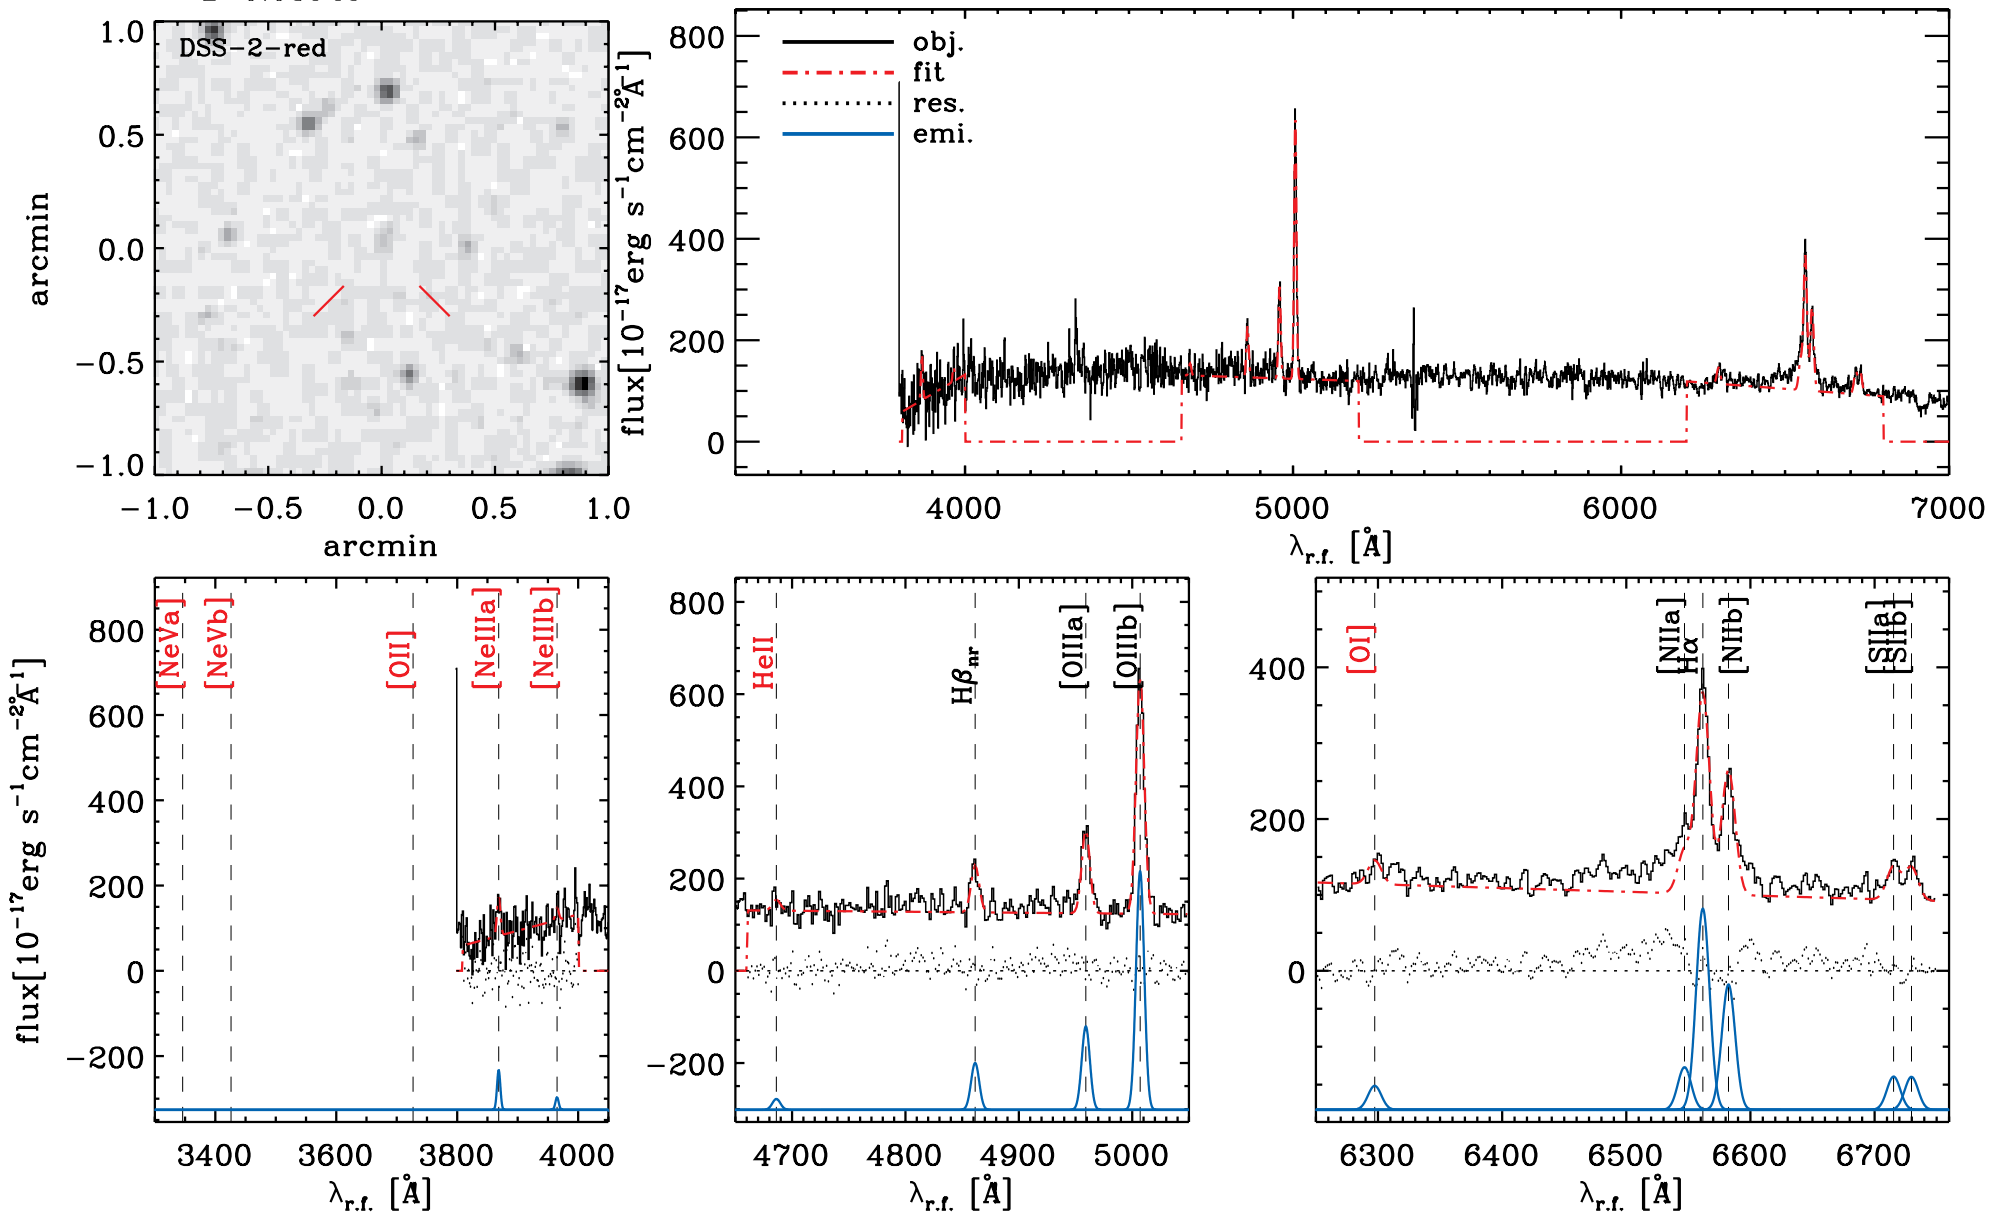 DSS-2-red
1.0
0.5
0.0
−0.5
−1.0
−1.0 −0.5 0.0 0.5 1.0
arcmin
arcmin
flux[10⁻¹⁷erg s⁻¹cm⁻²Å⁻¹]
800
600
400
200
0
obj.
fit
res.
emi.
4000 5000 6000 7000
λr.f. [Å]
flux[10⁻¹⁷erg s⁻¹cm⁻²Å⁻¹]
800
600
400
200
0
−200
[NeVa]
[NeVb]
[OII]
[NeIIIa]
[NeIIIb]
3400 3600 3800 4000
λr.f. [Å]
800
600
400
200
0
−200
HeII
Hβnr
[OIIIa]
[OIIIb]
4700 4800 4900 5000
λr.f. [Å]
400
200
0
[OI]
[NIIa]
Hα
[NIIb]
[SIIa]
[SIIb]
6300 6400 6500 6600 6700
λr.f. [Å]